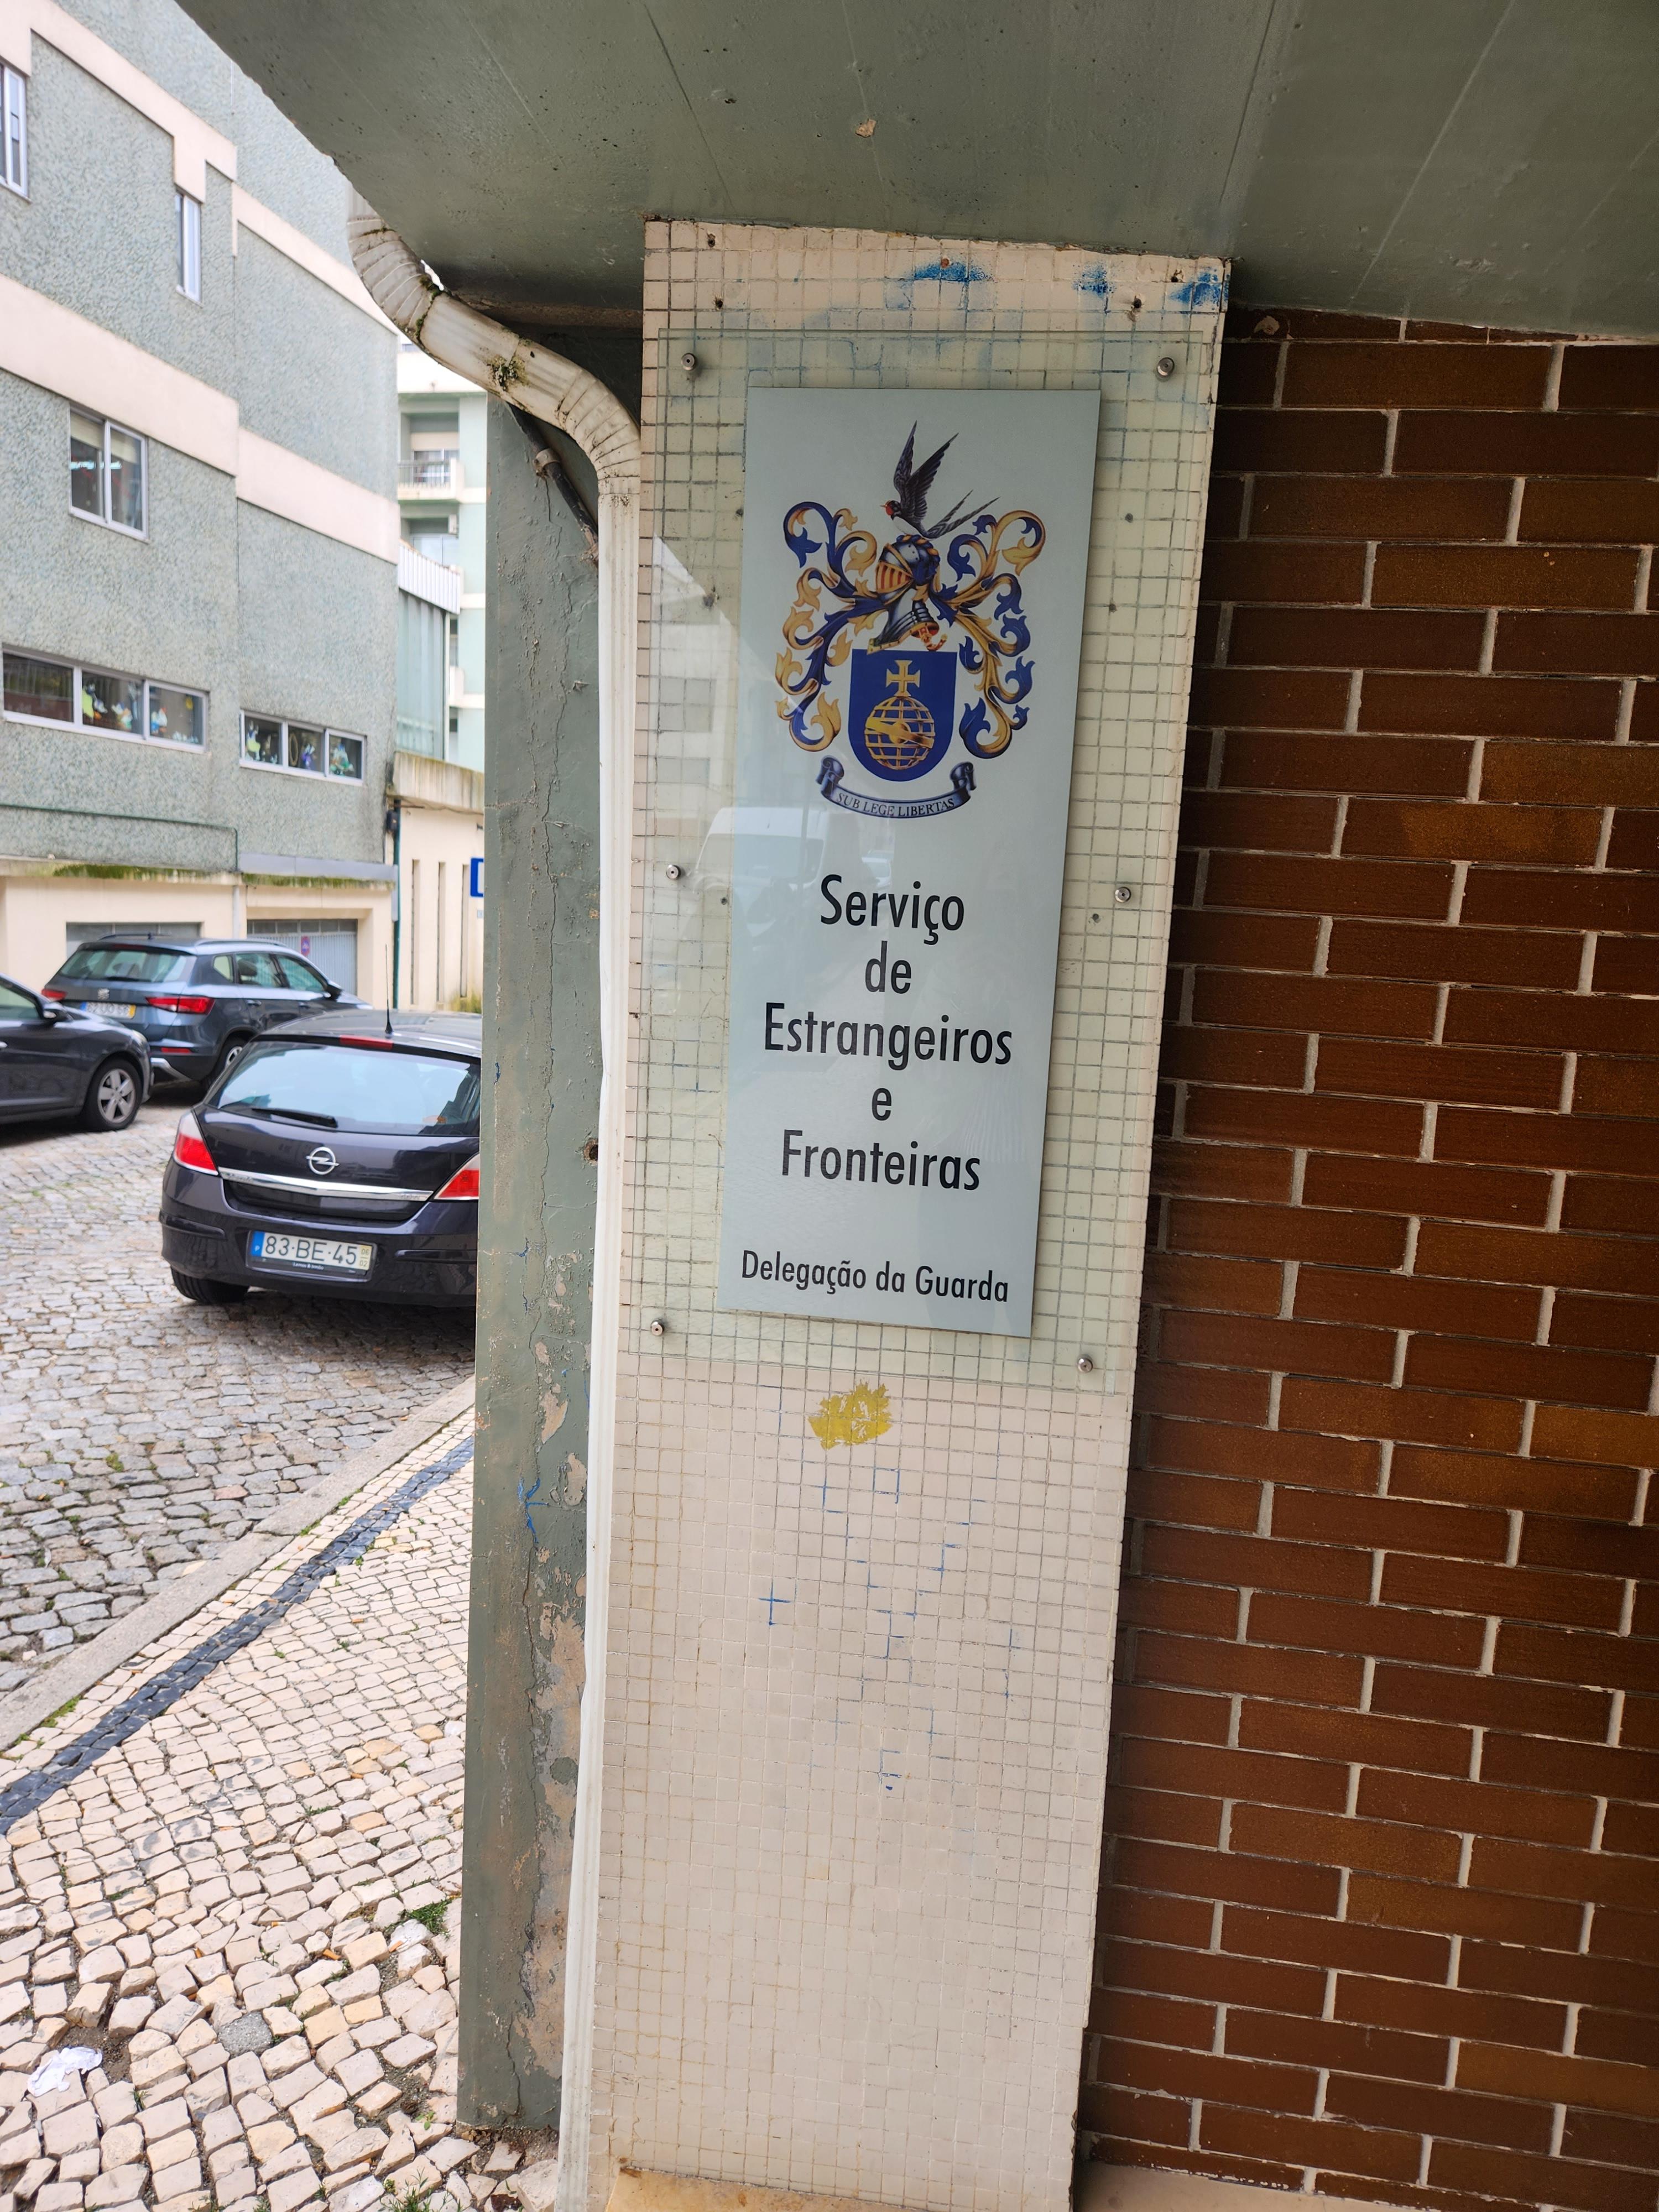 SUB LEGE LIBERTAS
Serviço
de
Estrangeiros
e
Fronteiras
Delegação da Guarda
83·BE·45